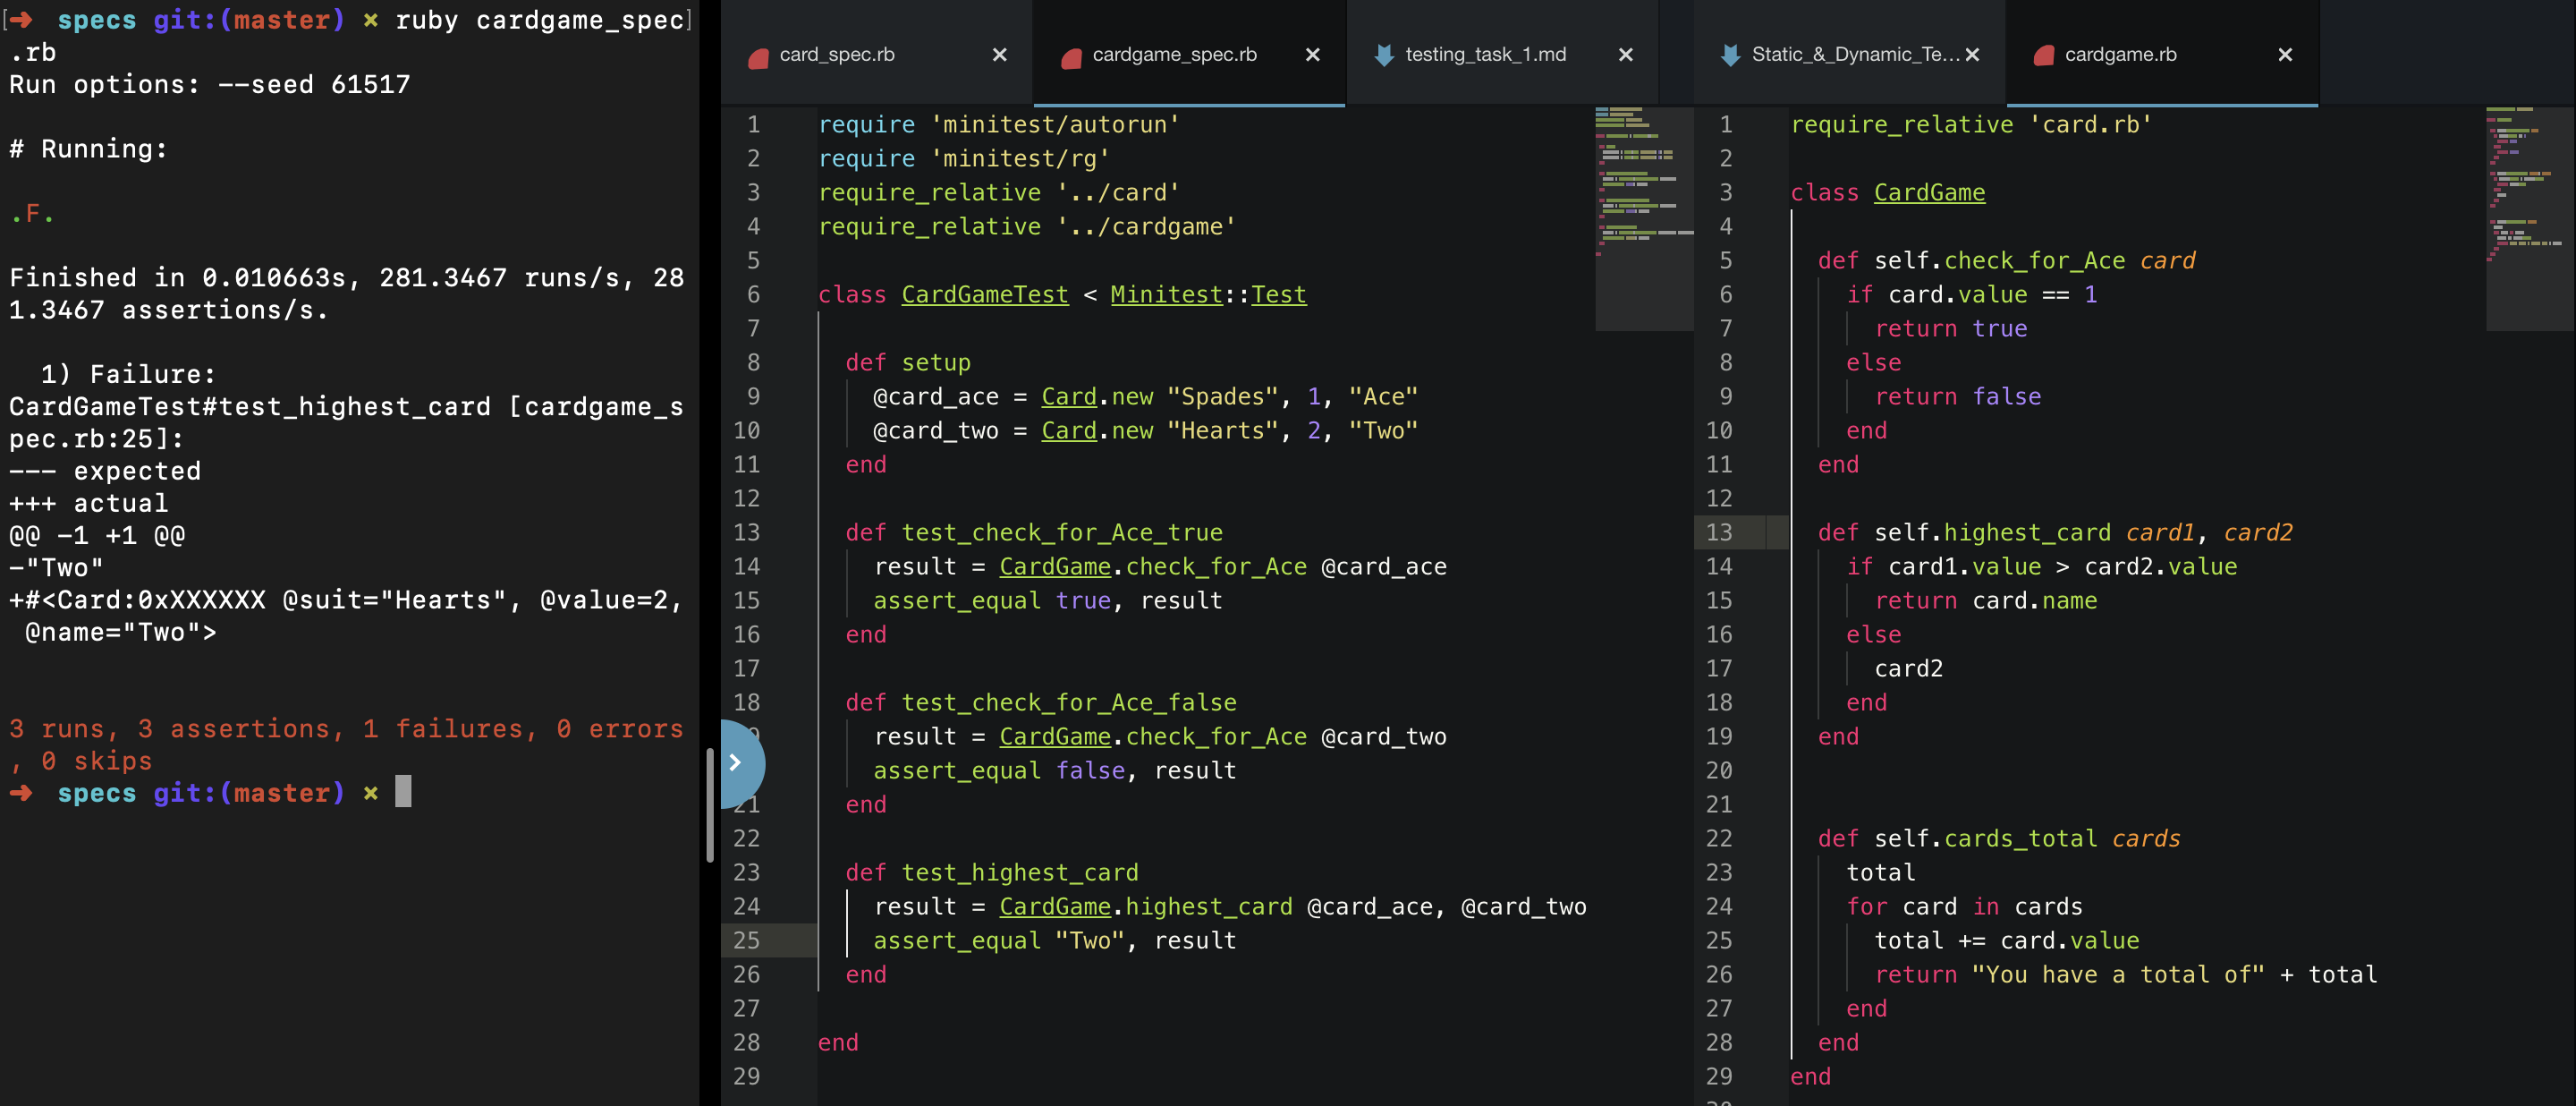 [➜ specs git:(master) × ruby cardgame_spec]
.rb
Run options: --seed 61517
# Running:
.F.
Finished in 0.010663s, 281.3467 runs/s, 28
1.3467 assertions/s.
1) Failure:
CardGameTest#test_highest_card [cardgame_s
pec.rb:25]:
--- expected
+++ actual
@@ -1 +1 @@
-"Two"
+#<Card:0xXXXXXX @suit="Hearts", @value=2,
@name="Two">
3 runs, 3 assertions, 1 failures, 0 errors
, 0 skips
➜ specs git:(master) ×
card_spec.rb ×
cardgame_spec.rb ×
testing_task_1.md ×
1 require 'minitest/autorun'
2 require 'minitest/rg'
3 require_relative '../card'
4 require_relative '../cardgame'
5
6 class CardGameTest < Minitest::Test
7
8 def setup
9 @card_ace = Card.new "Spades", 1, "Ace"
10 @card_two = Card.new "Hearts", 2, "Two"
11 end
12
13 def test_check_for_Ace_true
14 result = CardGame.check_for_Ace @card_ace
15 assert_equal true, result
16 end
17
18 def test_check_for_Ace_false
result = CardGame.check_for_Ace @card_two
assert_equal false, result
21 end
22
23 def test_highest_card
24 result = CardGame.highest_card @card_ace, @card_two
25 assert_equal "Two", result
26 end
27
28 end
29
Static_&_Dynamic_Te... ×
cardgame.rb ×
1 require_relative 'card.rb'
2
3 class CardGame
4
5 def self.check_for_Ace card
6 if card.value == 1
7 return true
8 else
9 return false
10 end
11 end
12
13 def self.highest_card card1, card2
14 if card1.value > card2.value
15 return card.name
16 else
17 card2
18 end
19 end
20
21
22 def self.cards_total cards
23 total
24 for card in cards
25 total += card.value
26 return "You have a total of" + total
27 end
28 end
29 end